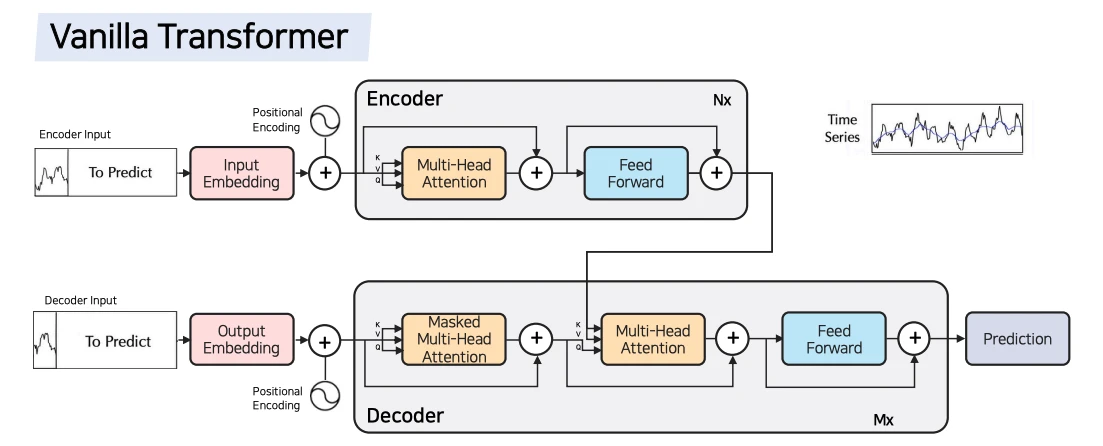 Vanilla Transformer
Encoder Input
To Predict
Input
Embedding
Positional
Encoding
+
Encoder
Nx
K
V
Q
Multi-Head
Attention
+
Feed
Forward
+
Time
Series
Decoder Input
To Predict
Output
Embedding
+
Positional
Encoding
K
V
Q
Masked
Multi-Head
Attention
+
K
V
Q
Multi-Head
Attention
+
Feed
Forward
+
Prediction
Decoder
Mx